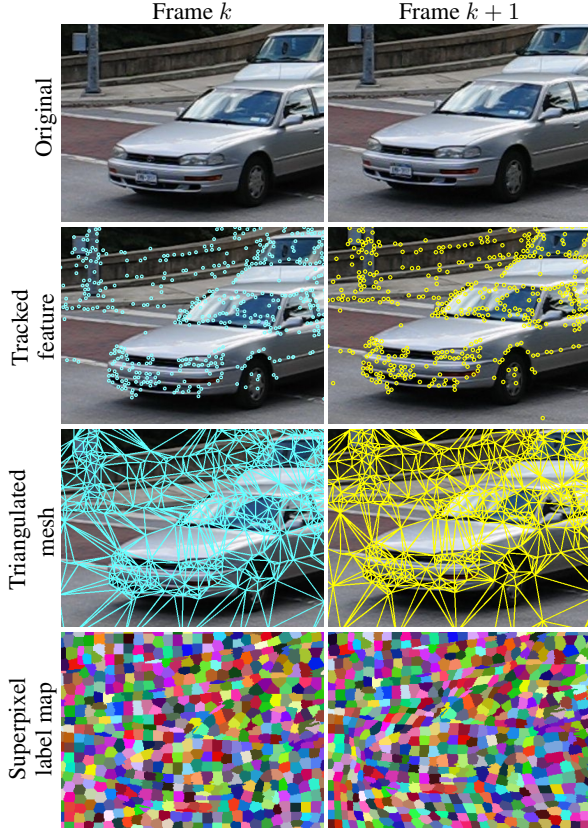 Frame k
Frame k + 1
Original
Tracked
feature
Triangulated
mesh
Superpixel
label map